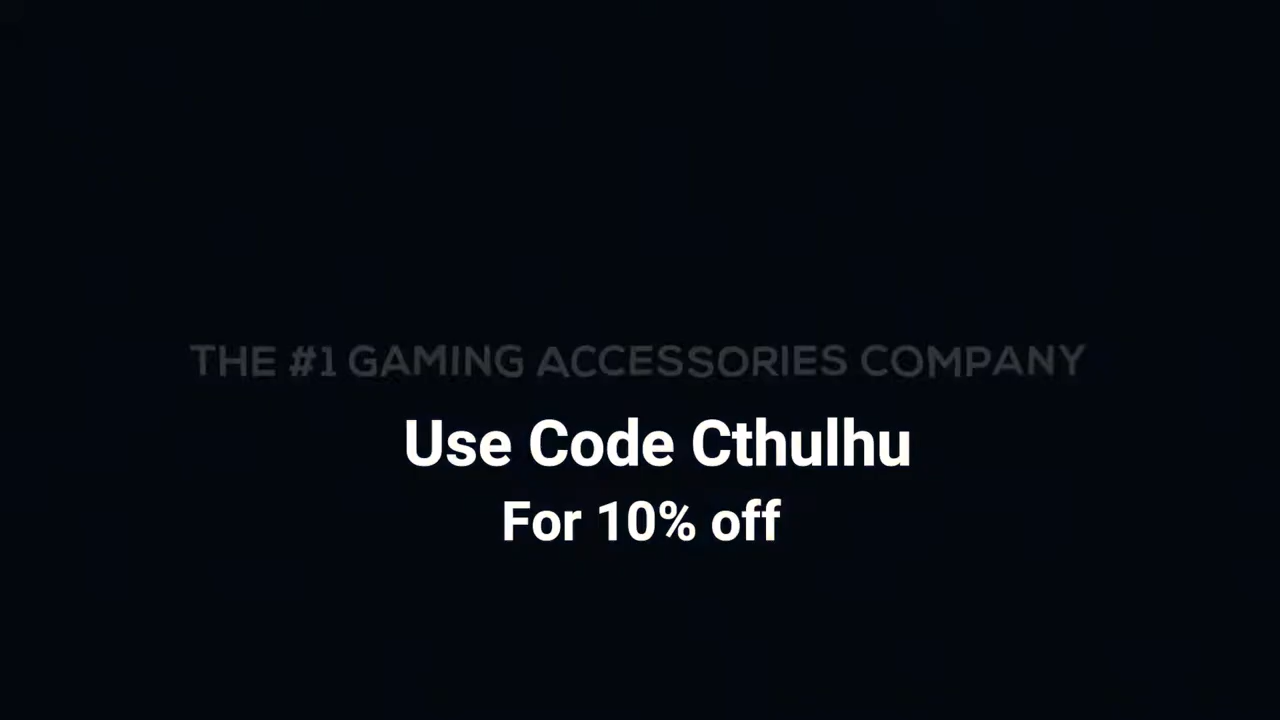 THE #1 GAMING ACCESSORIES COMPANY
Use Code Cthulhu
For 10% off